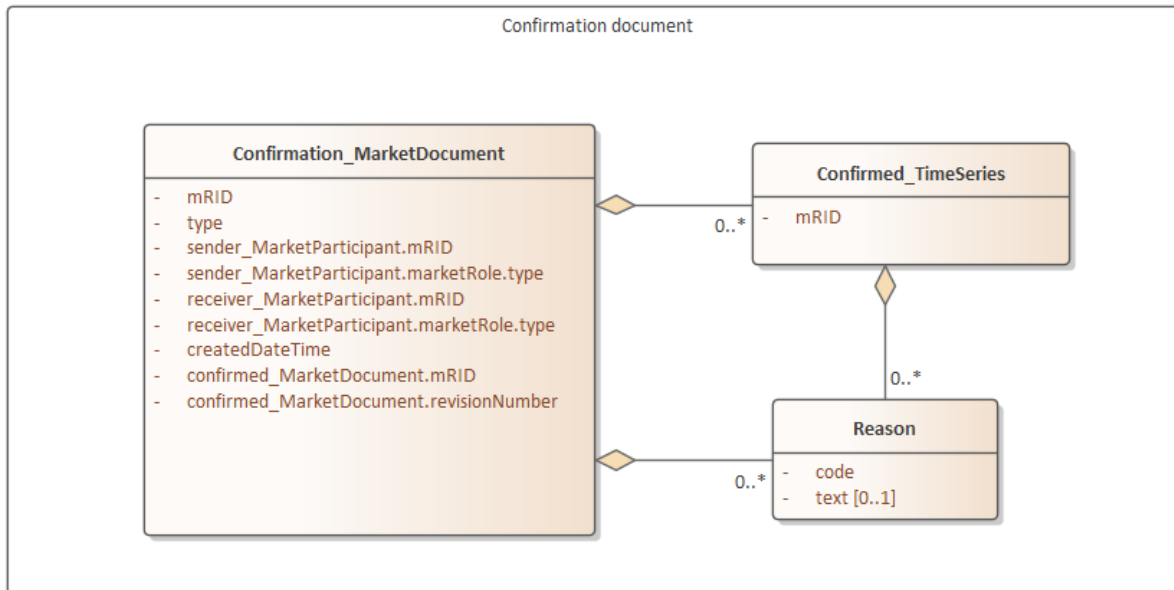 Confirmation document
Confirmation_MarketDocument
- mRID
- type
- sender_MarketParticipant.mRID
- sender_MarketParticipant.marketRole.type
- receiver_MarketParticipant.mRID
- receiver_MarketParticipant.marketRole.type
- createdDateTime
- confirmed_MarketDocument.mRID
- confirmed_MarketDocument.revisionNumber
0..*
Confirmed_TimeSeries
- mRID
0..*
0..*
Reason
- code
- text [0..1]